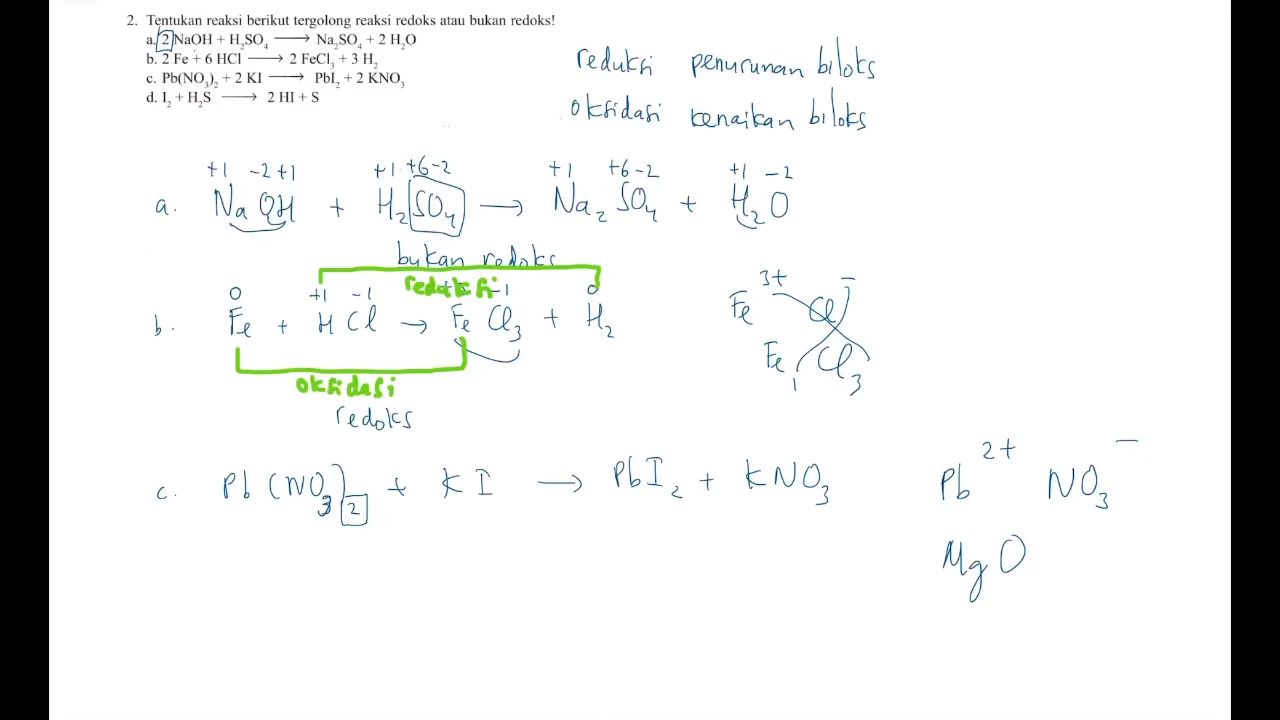 2. Tentukan reaksi berikut tergolong reaksi redoks atau bukan redoks!
a. 2 NaOH + H₂SO₄ ⟶ Na₂SO₄ + 2 H₂O
b. 2 Fe + 6 HCl ⟶ 2 FeCl₃ + 3 H₂
c. Pb(NO₃)₂ + 2 KI ⟶ PbI₂ + 2 KNO₃
d. I₂ + H₂S ⟶ 2 HI + S
reduksi penurunan biloks
oksidasi kenaikan biloks
+1 -2 +1 +1 +6 -2 +1 +6 -2 +1 -2
a. NaOH + H₂SO₄ → Na₂SO₄ + H₂O
bukan redoks
reduksi
0 +1 -1 -1 0
b. Fe + HCl → FeCl₃ + H₂
oksidasi
redoks
3+ -
Fe Cl
Fe₁ Cl₃
c. Pb(NO₃)₂ + KI → PbI₂ + KNO₃
Pb²⁺ NO₃⁻
MgO